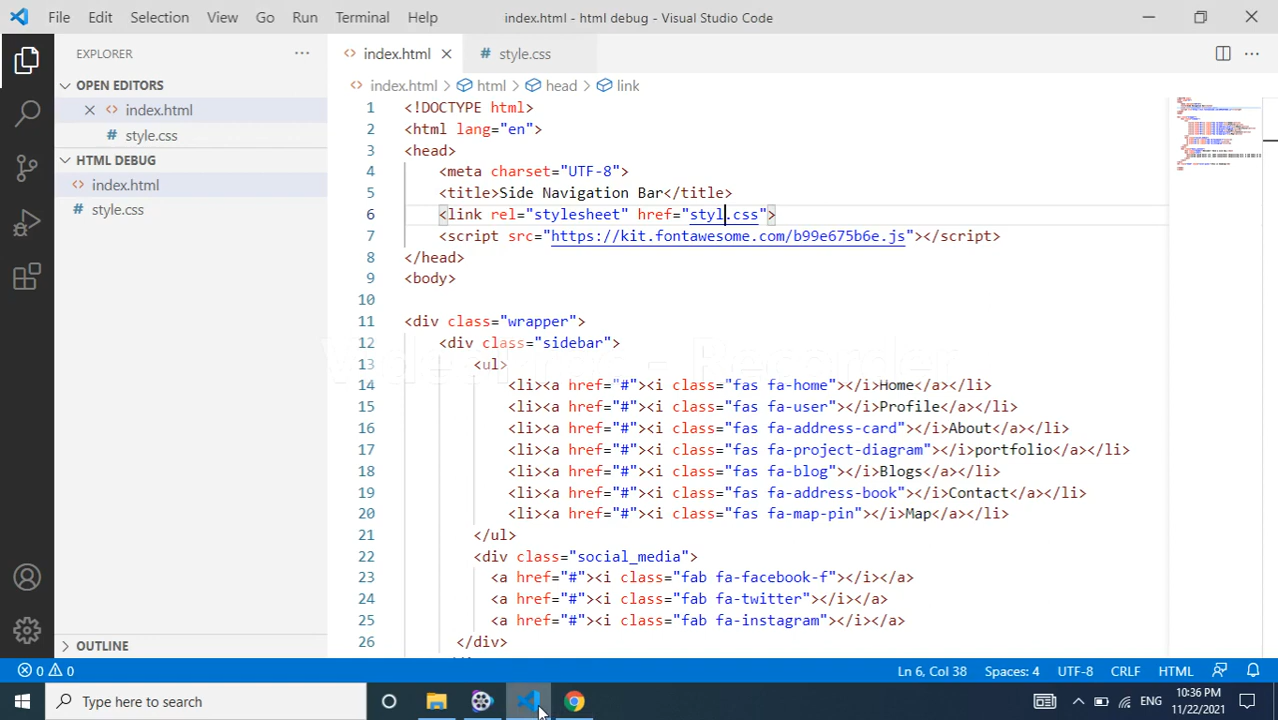 File Edit Selection View Go Run Terminal Help index.html - html debug - Visual Studio Code
EXPLORER
OPEN EDITORS
index.html
style.css
HTML DEBUG
index.html
style.css
OUTLINE
index.html style.css
index.html > html > head > link
1 <!DOCTYPE html>
2 <html lang="en">
3 <head>
4 <meta charset="UTF-8">
5 <title>Side Navigation Bar</title>
6 <link rel="stylesheet" href="styl.css">
7 <script src="https://kit.fontawesome.com/b99e675b6e.js"></script>
8 </head>
9 <body>
10
11 <div class="wrapper">
12 <div class="sidebar">
13 <ul>
14 <li><a href="#"><i class="fas fa-home"></i>Home</a></li>
15 <li><a href="#"><i class="fas fa-user"></i>Profile</a></li>
16 <li><a href="#"><i class="fas fa-address-card"></i>About</a></li>
17 <li><a href="#"><i class="fas fa-project-diagram"></i>portfolio</a></li>
18 <li><a href="#"><i class="fas fa-blog"></i>Blogs</a></li>
19 <li><a href="#"><i class="fas fa-address-book"></i>Contact</a></li>
20 <li><a href="#"><i class="fas fa-map-pin"></i>Map</a></li>
21 </ul>
22 <div class="social_media">
23 <a href="#"><i class="fab fa-facebook-f"></i></a>
24 <a href="#"><i class="fab fa-twitter"></i></a>
25 <a href="#"><i class="fab fa-instagram"></i></a>
26 </div>
0 0 Ln 6, Col 38 Spaces: 4 UTF-8 CRLF HTML
Type here to search ENG 10:36 PM
11/22/2021